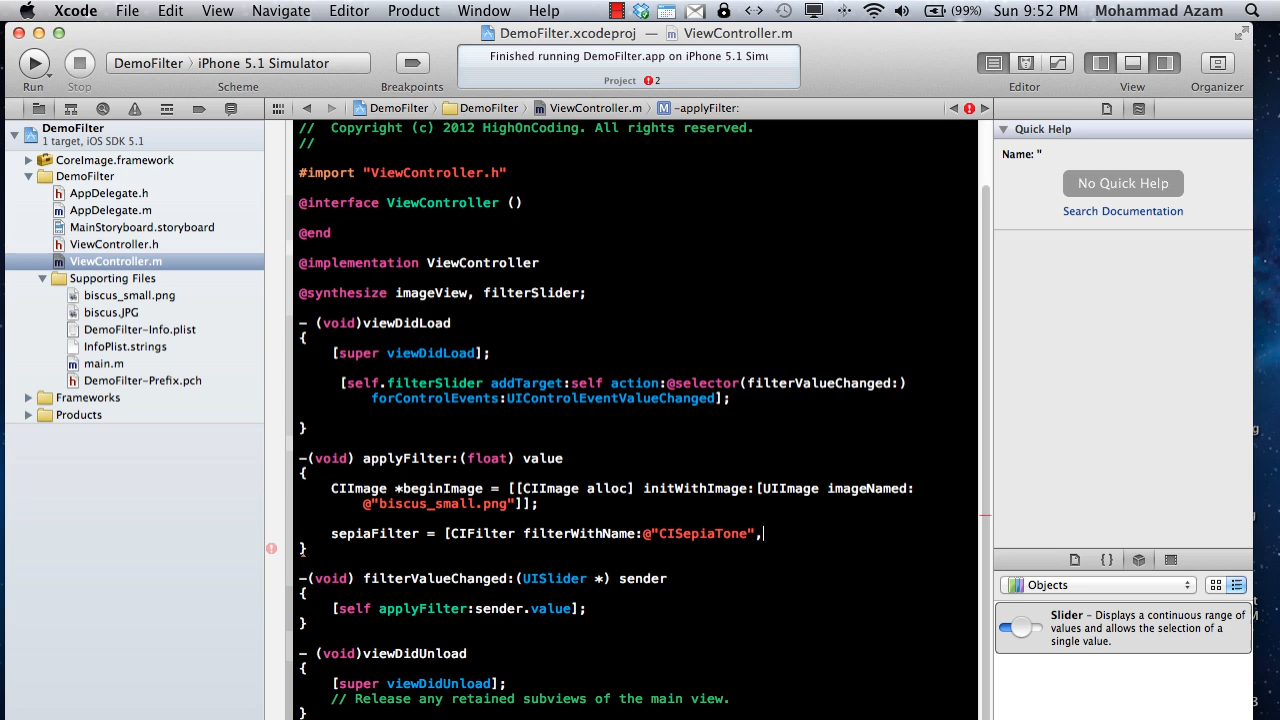 Xcode File Edit View Navigate Editor Product Window Help (99%) Sun 9:52 PM Mohammad Azam
DemoFilter.xcodeproj — ViewController.m
DemoFilter iPhone 5.1 Simulator
Finished running DemoFilter.app on iPhone 5.1 Simu
Project 2
Run Stop Scheme Breakpoints Editor View Organizer
DemoFilter DemoFilter ViewController.m M -applyFilter:
DemoFilter
1 target, iOS SDK 5.1
CoreImage.framework
DemoFilter
h AppDelegate.h
m AppDelegate.m
MainStoryboard.storyboard
h ViewController.h
m ViewController.m
Supporting Files
biscus_small.png
biscus.JPG
DemoFilter-Info.plist
InfoPlist.strings
m main.m
h DemoFilter-Prefix.pch
Frameworks
Products
//  Copyright (c) 2012 HighOnCoding. All rights reserved.
//
#import "ViewController.h"
@interface ViewController ()
@end
@implementation ViewController
@synthesize imageView, filterSlider;
- (void)viewDidLoad
{
[super viewDidLoad];
[self.filterSlider addTarget:self action:@selector(filterValueChanged:)
forControlEvents:UIControlEventValueChanged];
}
-(void) applyFilter:(float) value
{
CIImage *beginImage = [[CIImage alloc] initWithImage:[UIImage imageNamed:
@"biscus_small.png"]];
sepiaFilter = [CIFilter filterWithName:@"CISepiaTone",
}
-(void) filterValueChanged:(UISlider *) sender
{
[self applyFilter:sender.value];
}
- (void)viewDidUnload
{
[super viewDidUnload];
// Release any retained subviews of the main view.
}
Quick Help
Name: "
No Quick Help
Search Documentation
{}
Objects
Slider - Displays a continuous range of
values and allows the selection of a
single value.